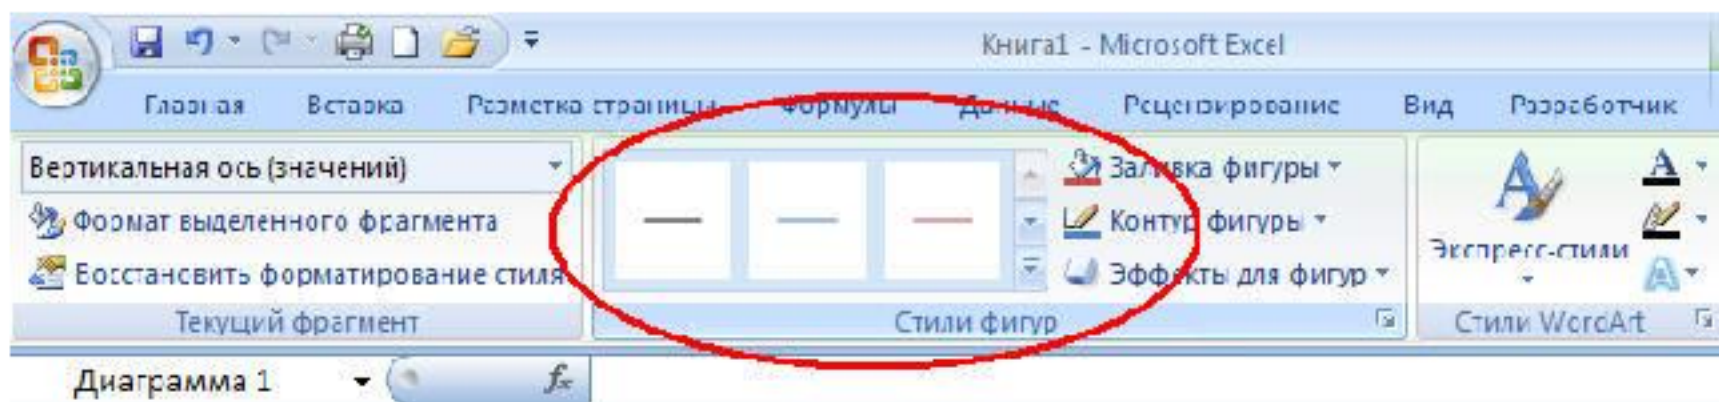 Книга1 - Microsoft Excel
Главная Вставка Разметка страницы Формулы Данные Рецензирование Вид Разработчик
Вертикальная ось (значений)
Заливка фигуры
Формат выделенного фрагмента
Контур фигуры
Экспресс-стили
Восстановить форматирование стиля
Эффекты для фигур
Текущий фрагмент Стили фигур Стили WordArt
Диаграмма 1 fx